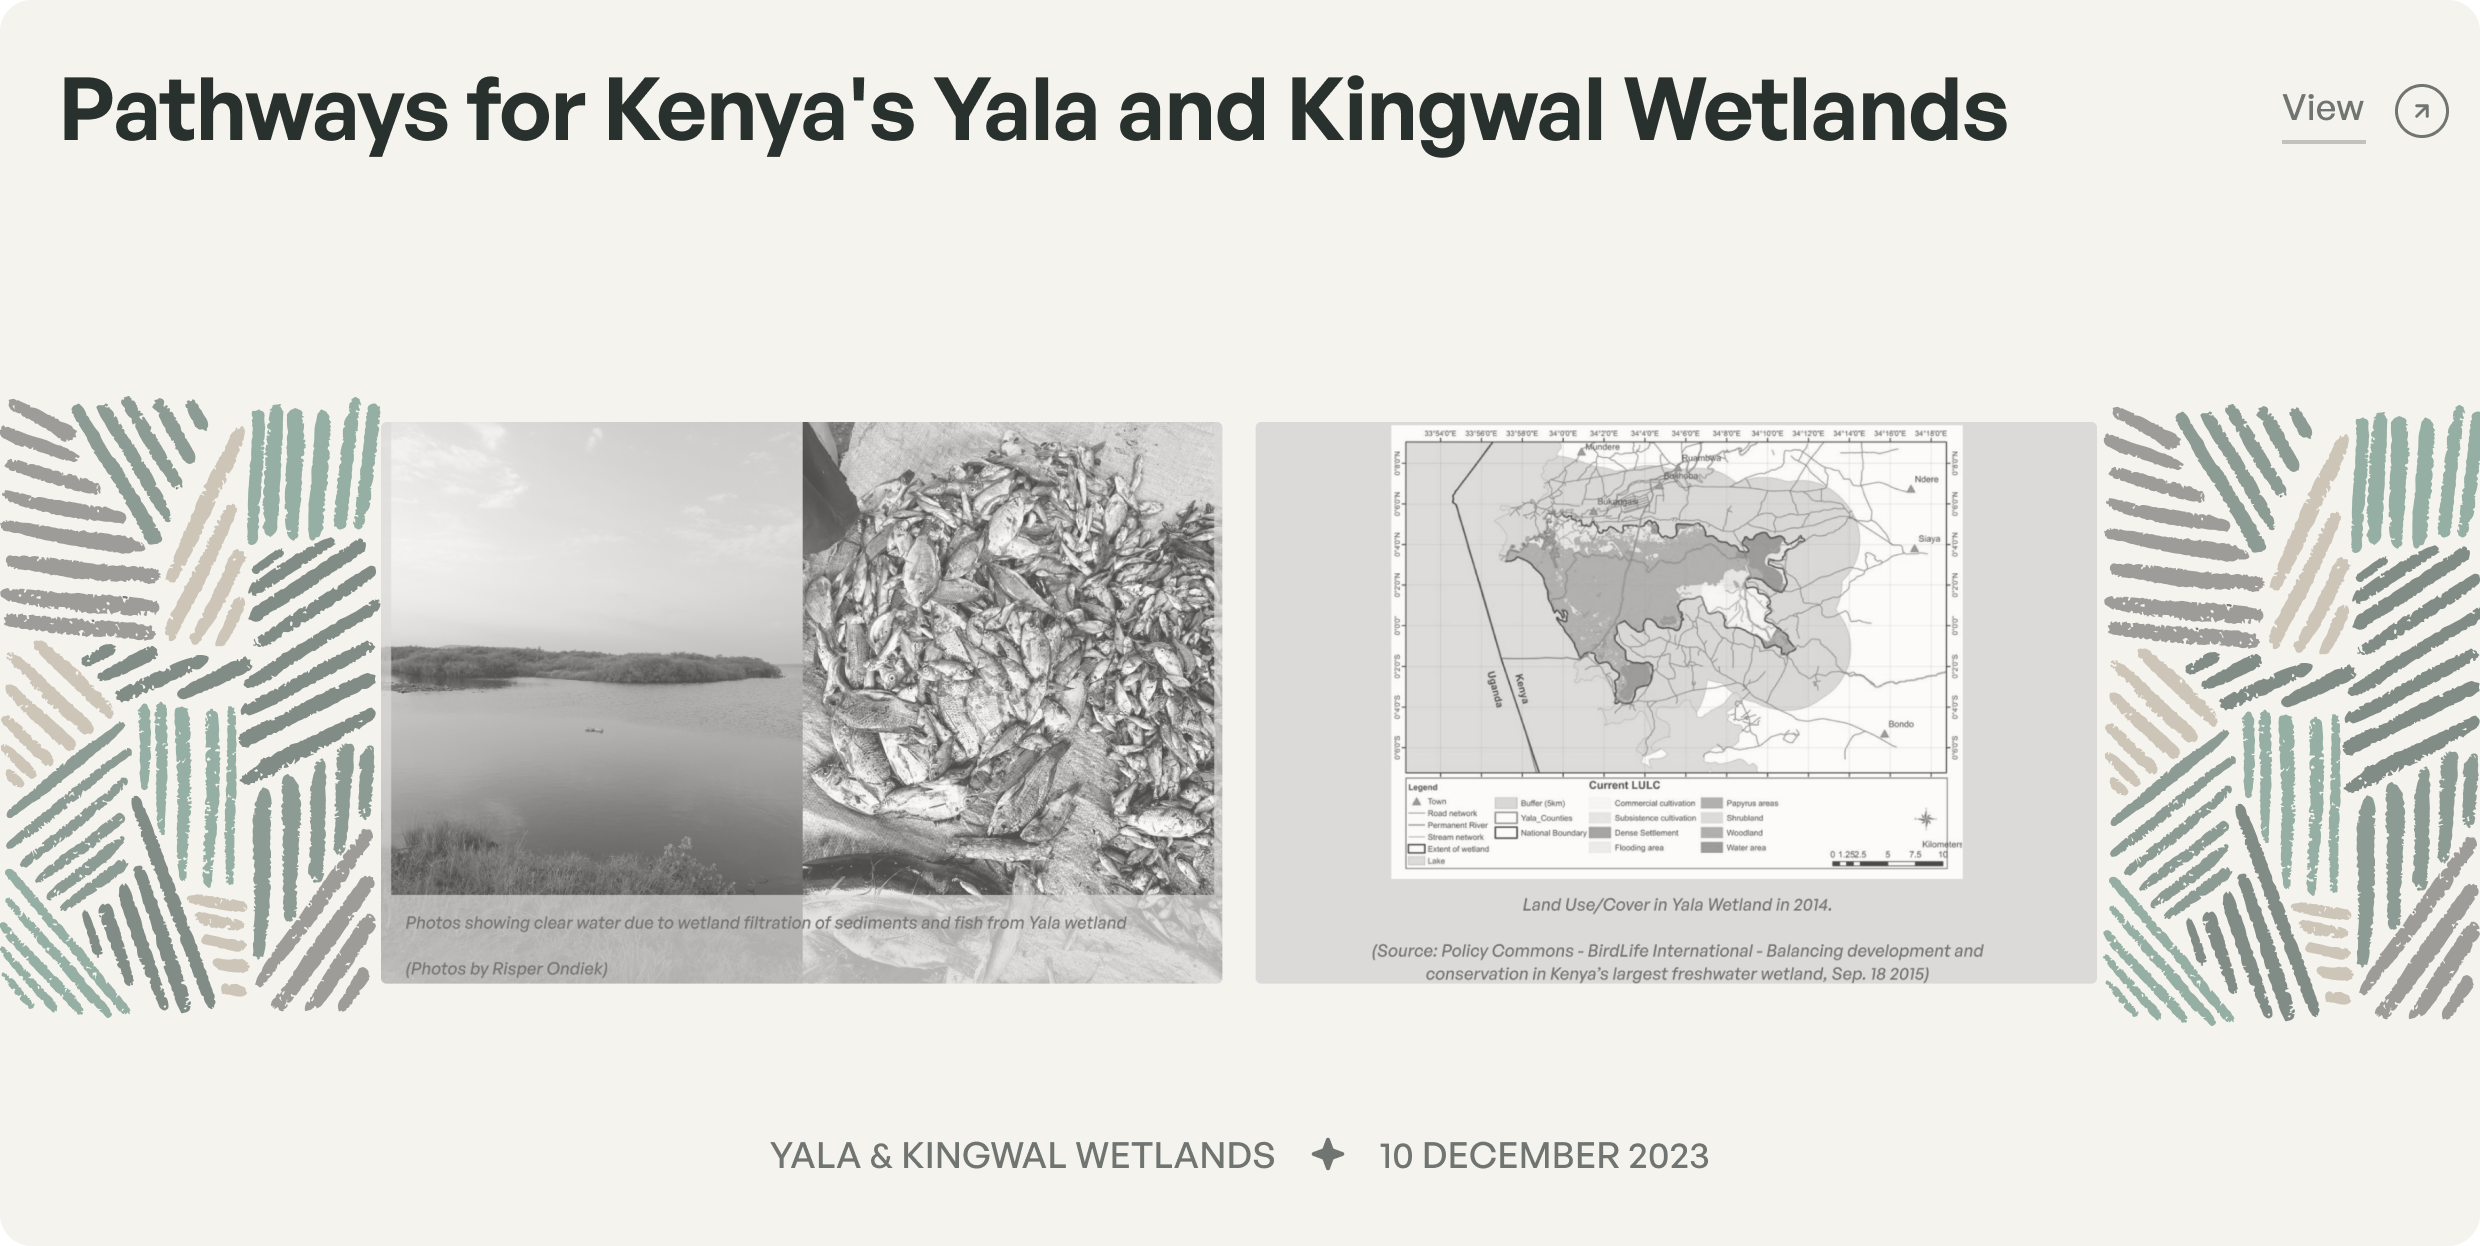 Pathways for Kenya's Yala and Kingwal Wetlands
View
Photos showing clear water due to wetland filtration of sediments and fish from Yala wetland
(Photos by Risper Ondiek)
33°54'0"E 33°56'0"E 33°58'0"E 34°0'0"E 34°2'0"E 34°4'0"E 34°6'0"E 34°8'0"E 34°10'0"E 34°12'0"E 34°14'0"E 34°16'0"E 34°18'0"E
Mundere
Ruambwa
Ndere
Siaya
Uganda
Kenya
Bondo
Legend
Town
Road network
Permanent River
Stream network
Extent of wetland
Lake
Buffer (5km)
Yala_Counties
National Boundary
Current LULC
Commercial cultivation
Subsistence cultivation
Dense Settlement
Flooding area
Papyrus areas
Shrubland
Woodland
Water area
Kilometers
0 1.252.5 5 7.5 10
Land Use/Cover in Yala Wetland in 2014.
(Source: Policy Commons - BirdLife International - Balancing development and
conservation in Kenya's largest freshwater wetland, Sep. 18 2015)
YALA & KINGWAL WETLANDS
10 DECEMBER 2023